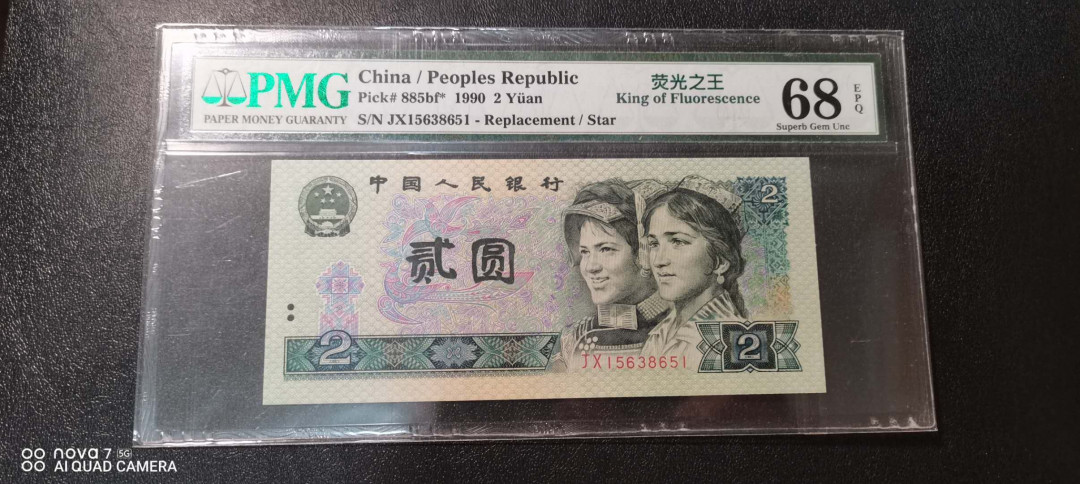 PMG
PAPER MONEY GUARANTY
China / Peoples Republic
Pick# 885bf* 1990 2 Yüan
S/N JX15638651 - Replacement / Star
荧光之王
King of Fluorescence
68
EPQ
Superb Gem Unc
中国人民银行
2
贰圆
2
JX15638651
2
nova 7 5G
AI QUAD CAMERA